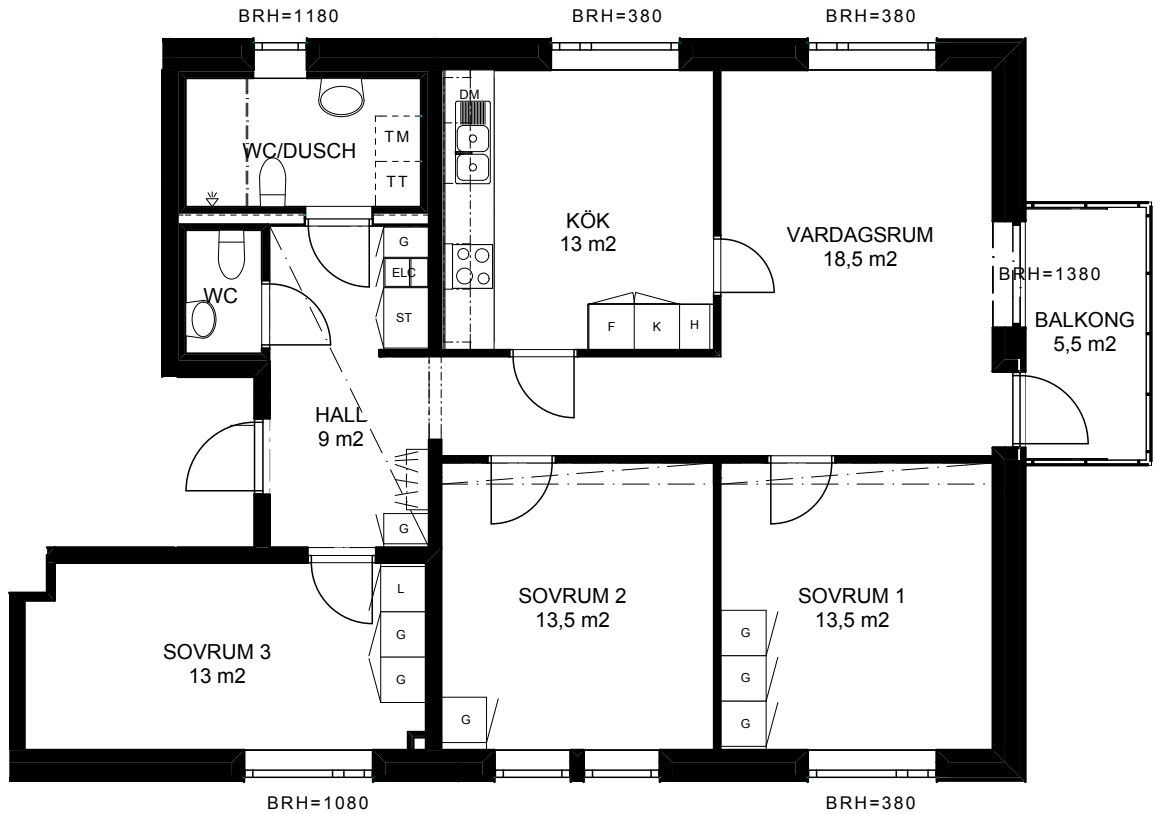 BRH=1180
BRH=380
BRH=380
DM
WC/DUSCH
TM
TT
KÖK
13 m2
VARDAGSRUM
18,5 m2
G
ELC
ST
WC
BRH=1380
BALKONG
5,5 m2
F
K
H
HALL
9 m2
G
L
G
G
SOVRUM 3
13 m2
SOVRUM 2
13,5 m2
G
SOVRUM 1
13,5 m2
G
G
G
BRH=1080
BRH=380